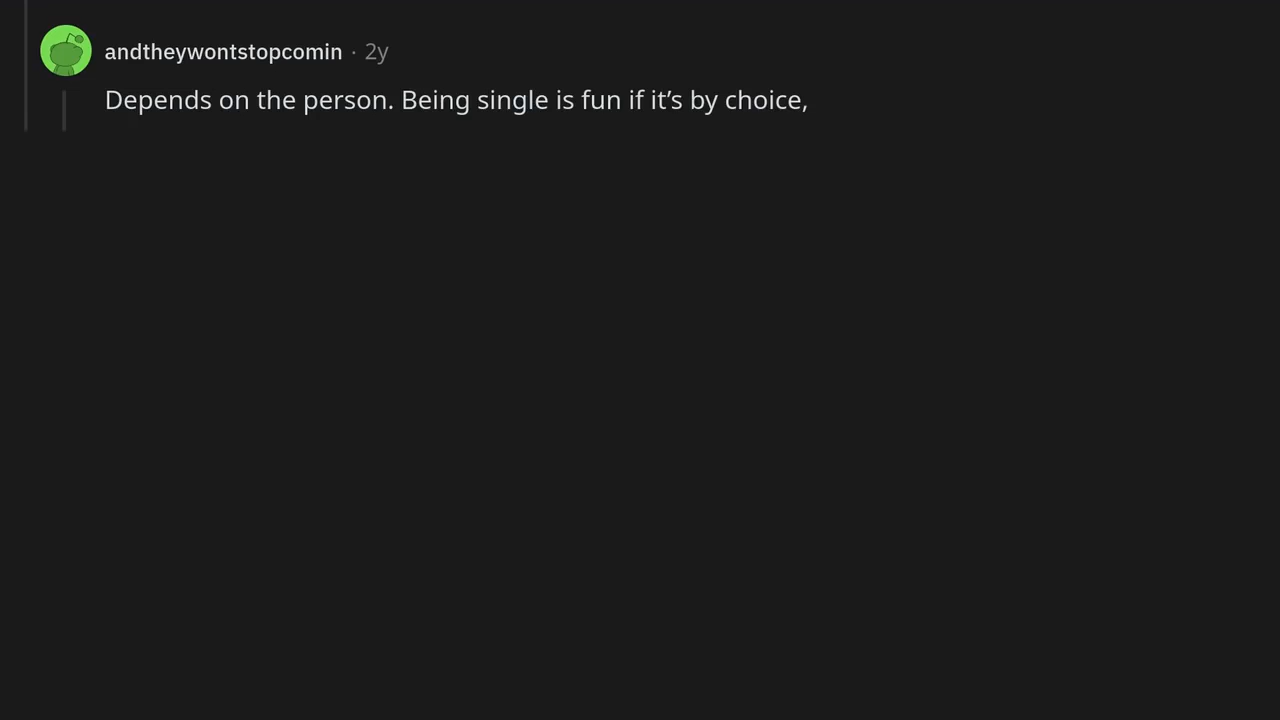 andtheywontstopcomin · 2y
Depends on the person. Being single is fun if it’s by choice,